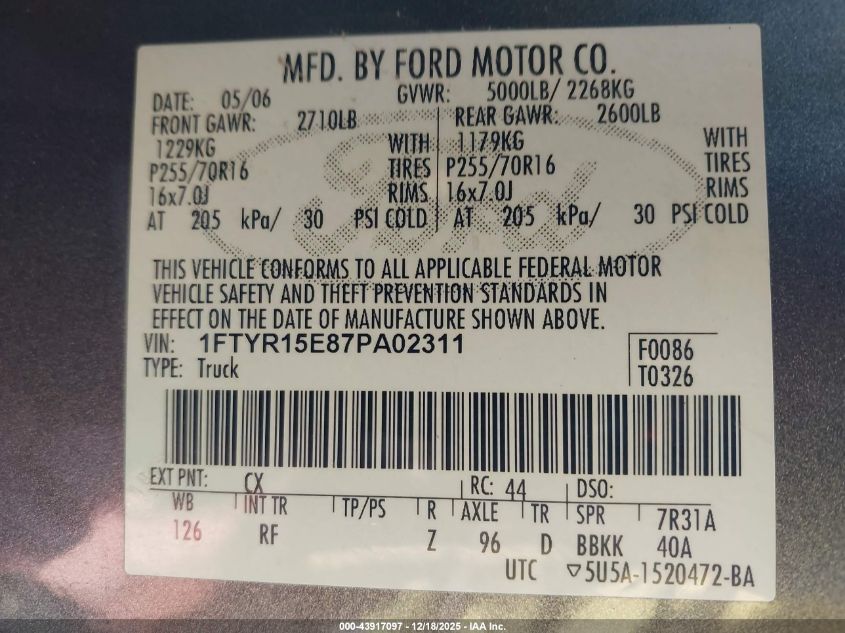 MFD. BY FORD MOTOR CO.
DATE: 05/06 GVWR: 5000LB/ 2268KG
FRONT GAWR: 2710LB REAR GAWR: 2600LB
1229KG WITH 1179KG WITH
P255/70R16 TIRES P255/70R16 TIRES
16x7.0J RIMS 16x7.0J RIMS
AT 205 kPa/ 30 PSI COLD AT 205 kPa/ 30 PSI COLD
Ford
THIS VEHICLE CONFORMS TO ALL APPLICABLE FEDERAL MOTOR
VEHICLE SAFETY AND THEFT PREVENTION STANDARDS IN
EFFECT ON THE DATE OF MANUFACTURE SHOWN ABOVE.
VIN: 1FTYR15E87PA02311 F0086
TYPE: Truck T0326
EXT PNT: CX RC: 44 DSO:
WB INT TR TP/PS R AXLE TR SPR 7R31A
126 RF Z 96 D BBKK 40A
UTC ▽5U5A-1520472-BA
000-43917097 - 12/18/2025 - IAA Inc.